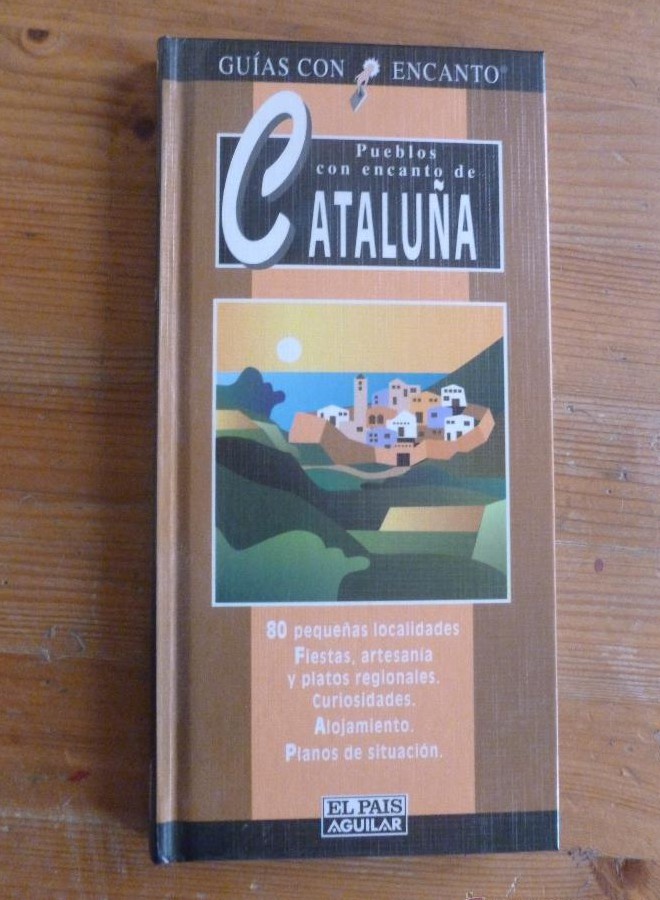 GUÍAS CON ENCANTO®
Pueblos
con encanto de
CATALUÑA
80 pequeñas localidades
Fiestas, artesanía
y platos regionales.
Curiosidades.
Alojamiento.
Planos de situación.
EL PAIS
AGUILAR